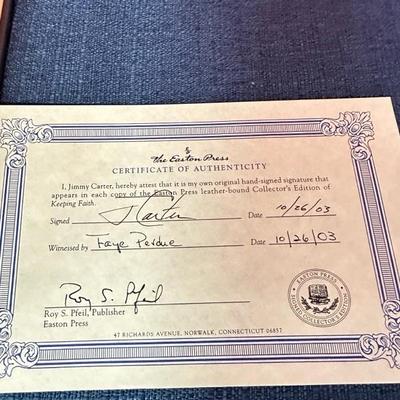 The Easton Press
CERTIFICATE OF AUTHENTICITY
I, Jimmy Carter, hereby attest that it is my own original hand-signed signature that
appears in each copy of the Easton Press leather-bound Collector's Edition of
Keeping Faith.
Signed J Carter Date 10/26/03
Witnessed by Faye Perdue Date 10/26/03
Roy S. Pfeil
Roy S. Pfeil, Publisher
Easton Press
EASTON PRESS
SIGNED COLLECTOR'S EDITION
47 RICHARDS AVENUE, NORWALK, CONNECTICUT 06857